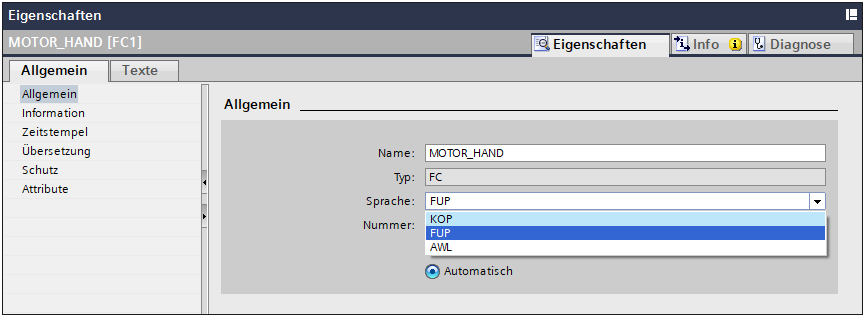 Eigenschaften
MOTOR_HAND [FC1]
Eigenschaften
Info
Diagnose
Allgemein
Texte
Allgemein
Information
Zeitstempel
Übersetzung
Schutz
Attribute
Allgemein
Name: MOTOR_HAND
Typ: FC
Sprache: FUP
Nummer:
KOP
FUP
AWL
Automatisch